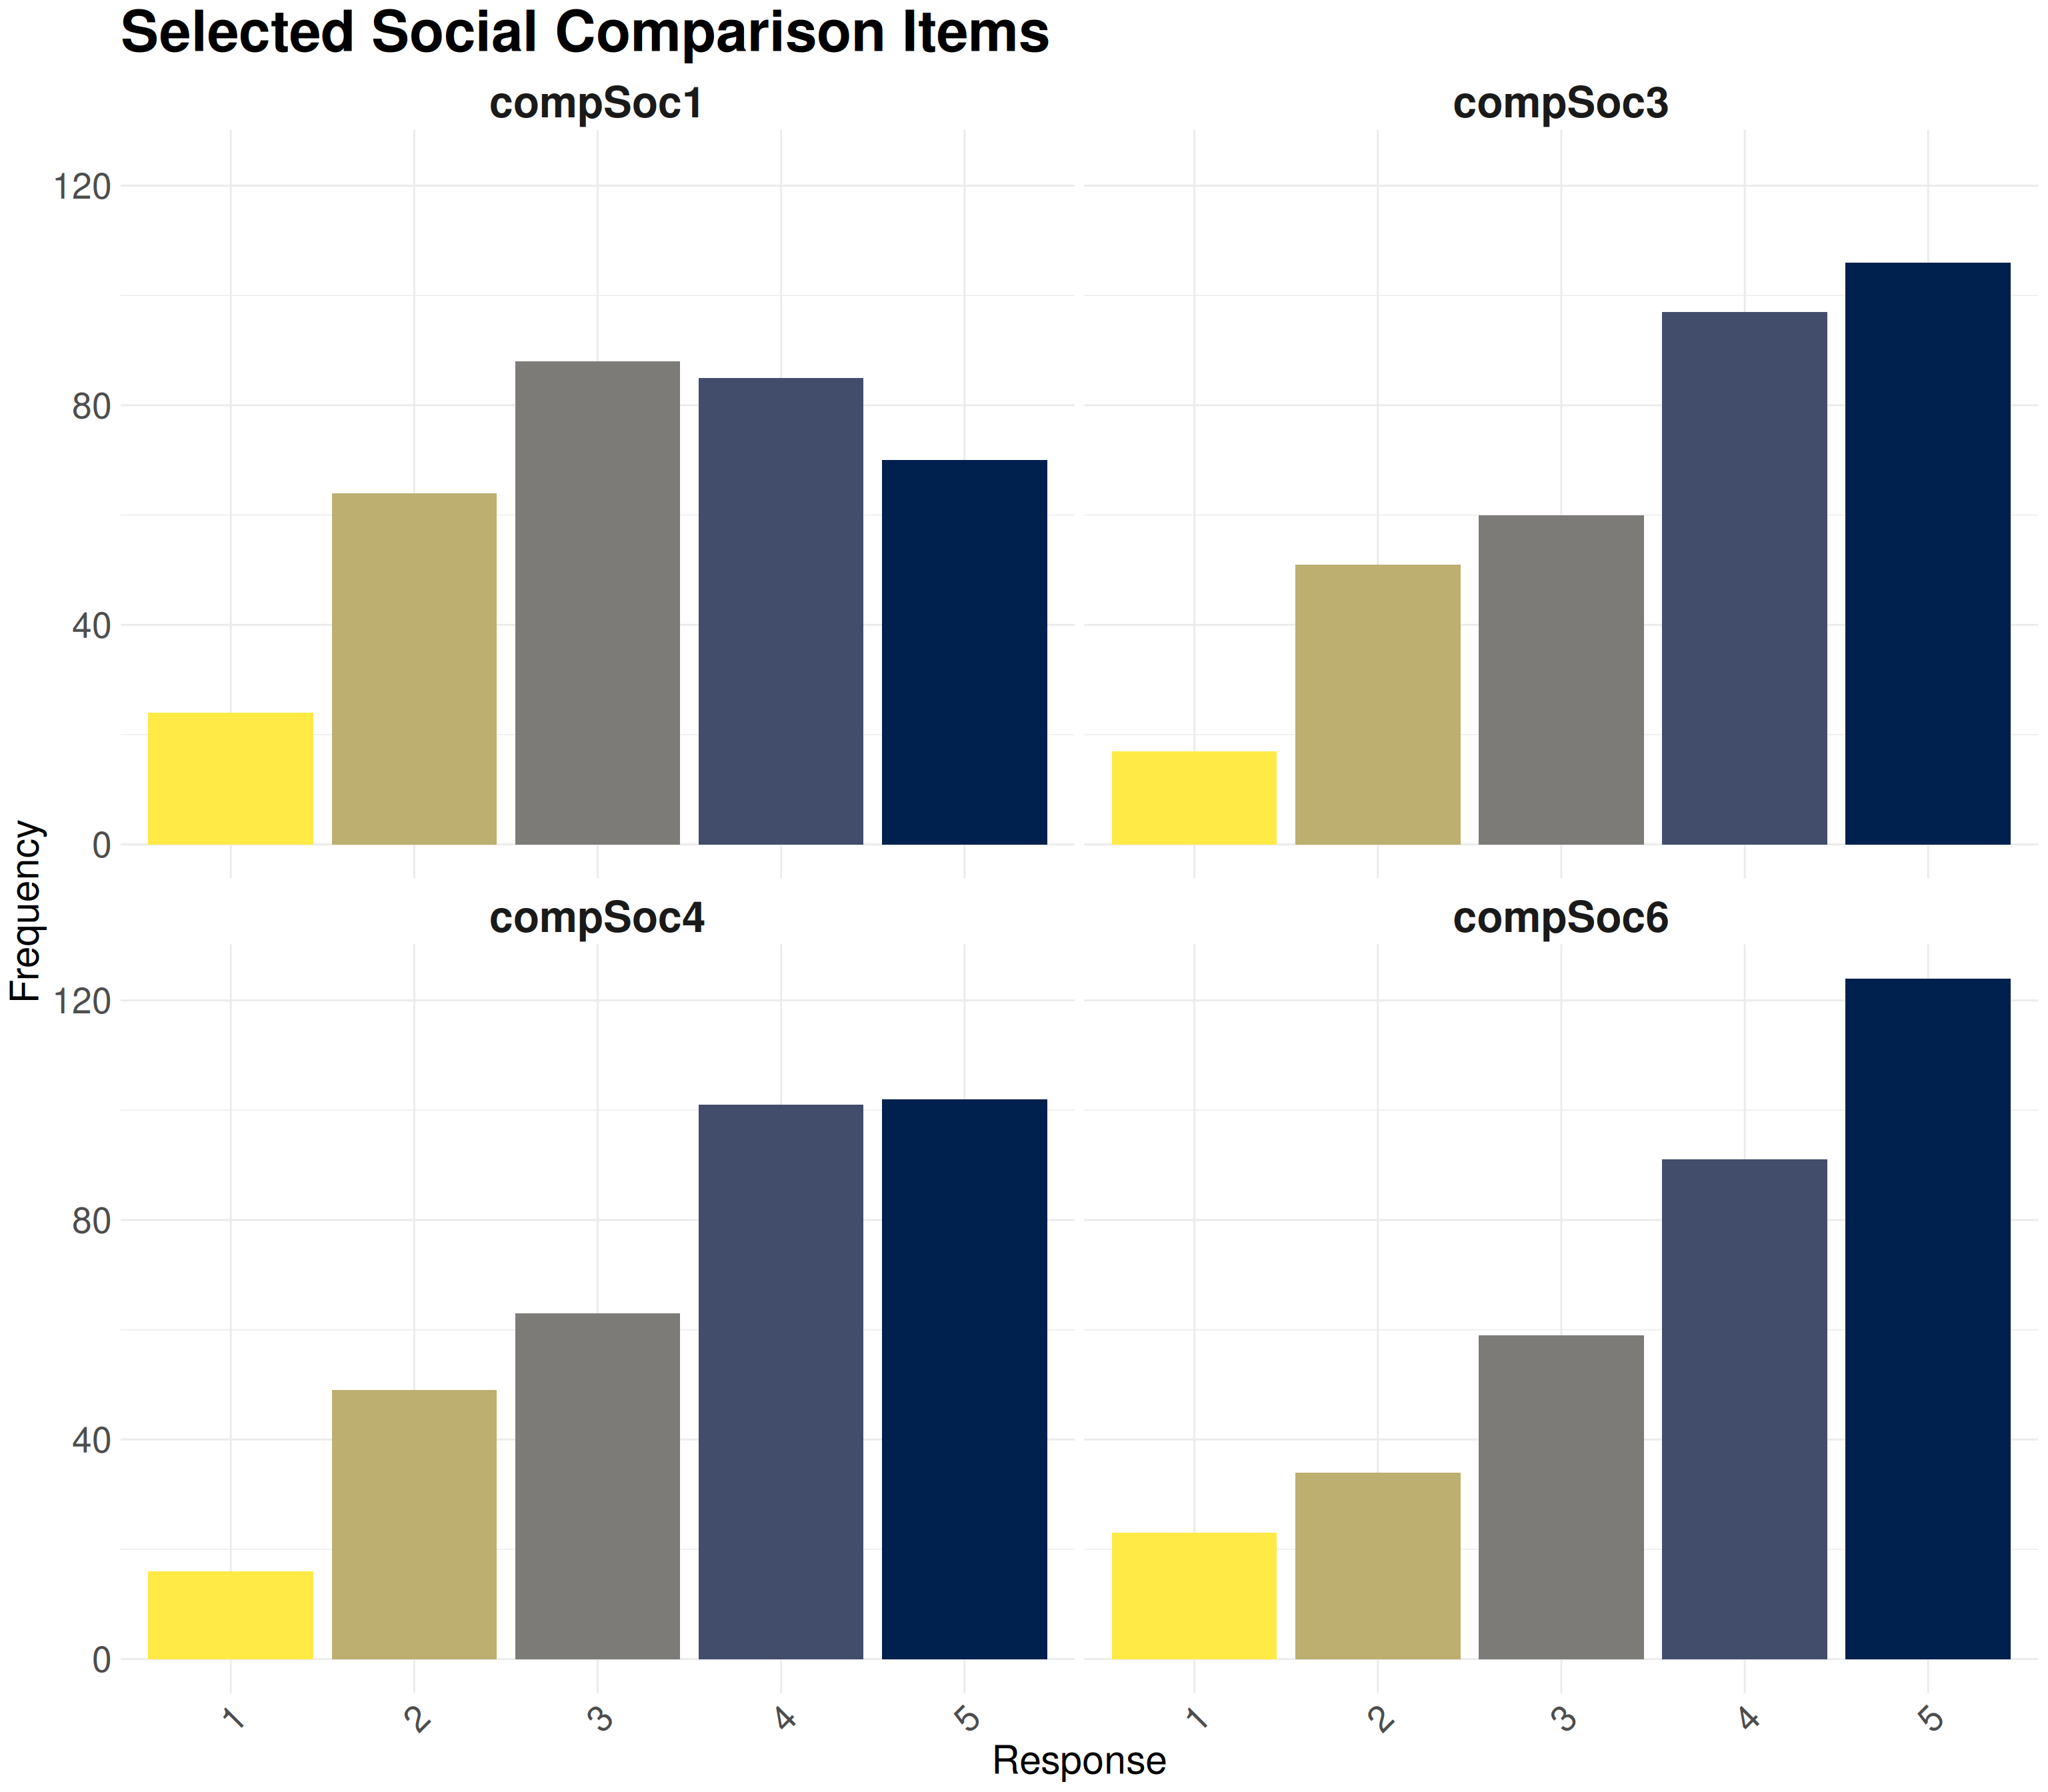 Selected Social Comparison Items
compSoc1
compSoc3
120
80
40
0
Frequency
compSoc4
compSoc6
120
80
40
0
1 2 3 4 5
1 2 3 4 5
Response